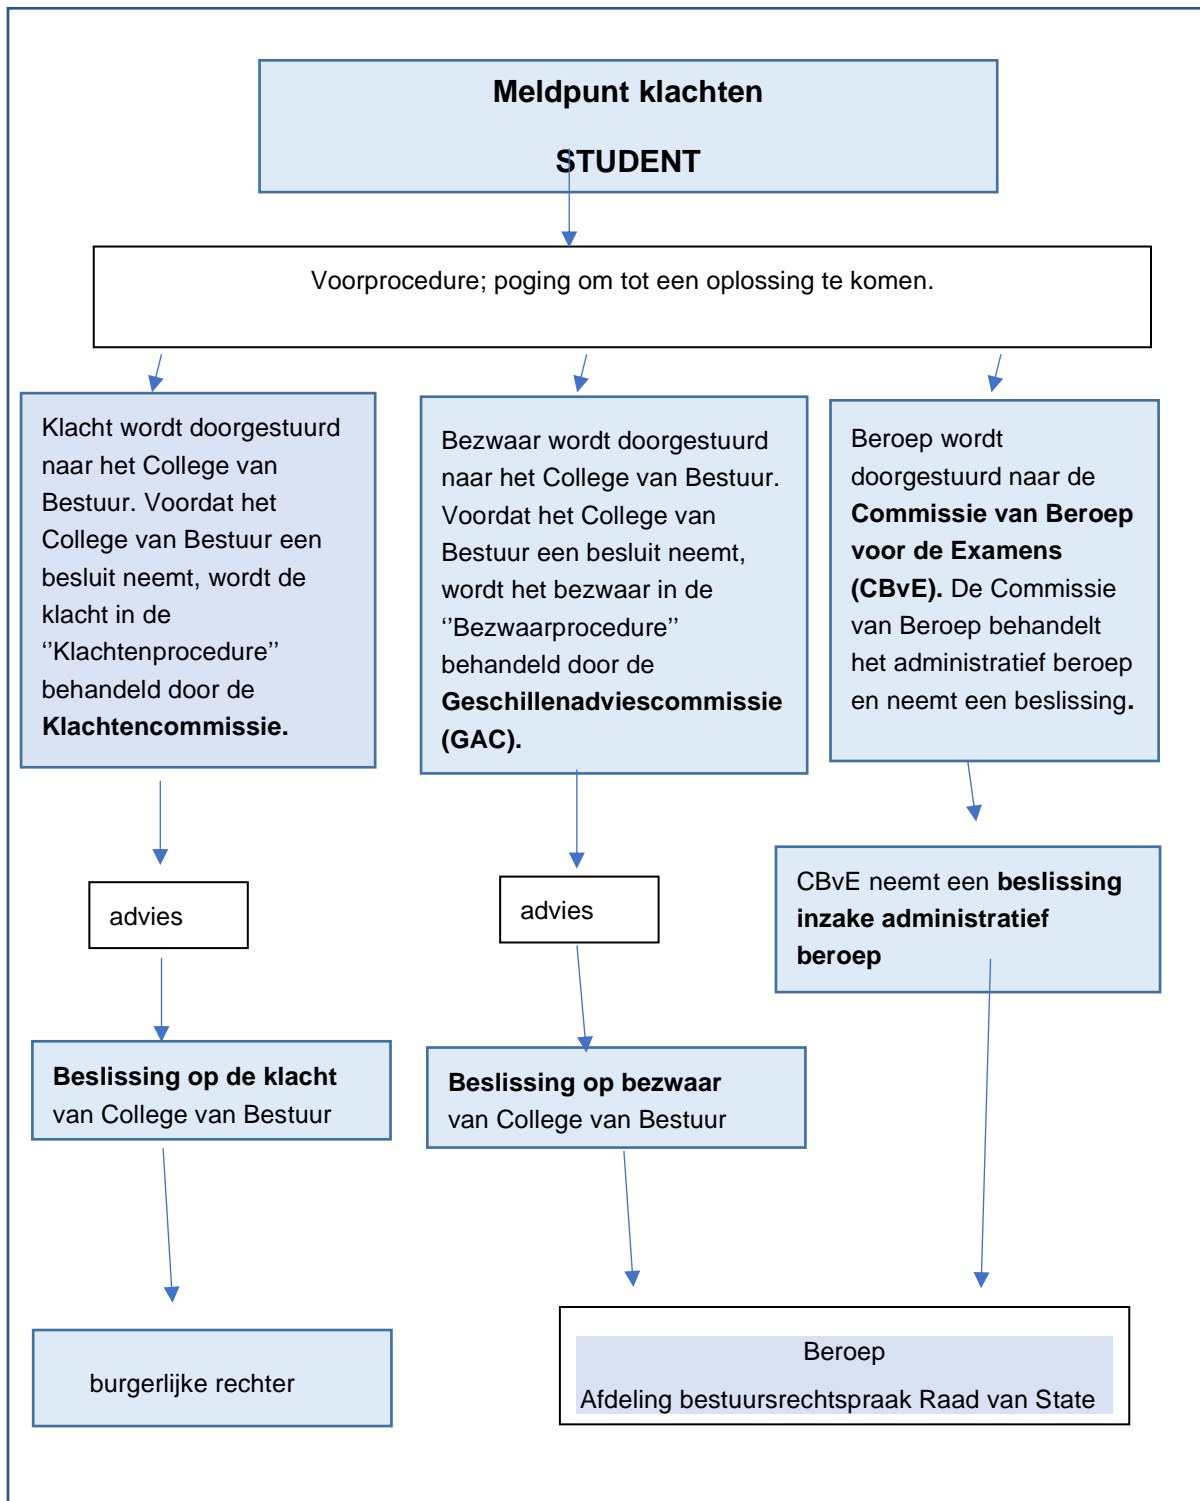 Meldpunt klachten
STUDENT
Voorprocedure; poging om tot een oplossing te komen.
Klacht wordt doorgestuurd
naar het College van
Bestuur. Voordat het
College van Bestuur een
besluit neemt, wordt de
klacht in de
‘’Klachtenprocedure’’
behandeld door de
Klachtencommissie.
Bezwaar wordt doorgestuurd
naar het College van Bestuur.
Voordat het College van
Bestuur een besluit neemt,
wordt het bezwaar in de
‘’Bezwaarprocedure’’
behandeld door de
Geschillenadviescommissie
(GAC).
Beroep wordt
doorgestuurd naar de
Commissie van Beroep
voor de Examens
(CBvE). De Commissie
van Beroep behandelt
het administratief beroep
en neemt een beslissing.
advies
advies
CBvE neemt een beslissing
inzake administratief
beroep
Beslissing op de klacht
van College van Bestuur
Beslissing op bezwaar
van College van Bestuur
burgerlijke rechter
Beroep
Afdeling bestuursrechtspraak Raad van State